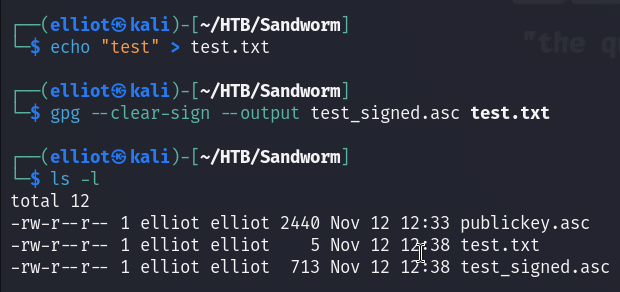 ┌──(elliot㉿kali)-[~/HTB/Sandworm]
└─$ echo "test" > test.txt
┌──(elliot㉿kali)-[~/HTB/Sandworm]
└─$ gpg --clear-sign --output test_signed.asc test.txt
┌──(elliot㉿kali)-[~/HTB/Sandworm]
└─$ ls -l
total 12
-rw-r--r-- 1 elliot elliot 2440 Nov 12 12:33 publickey.asc
-rw-r--r-- 1 elliot elliot    5 Nov 12 12:38 test.txt
-rw-r--r-- 1 elliot elliot  713 Nov 12 12:38 test_signed.asc
"the